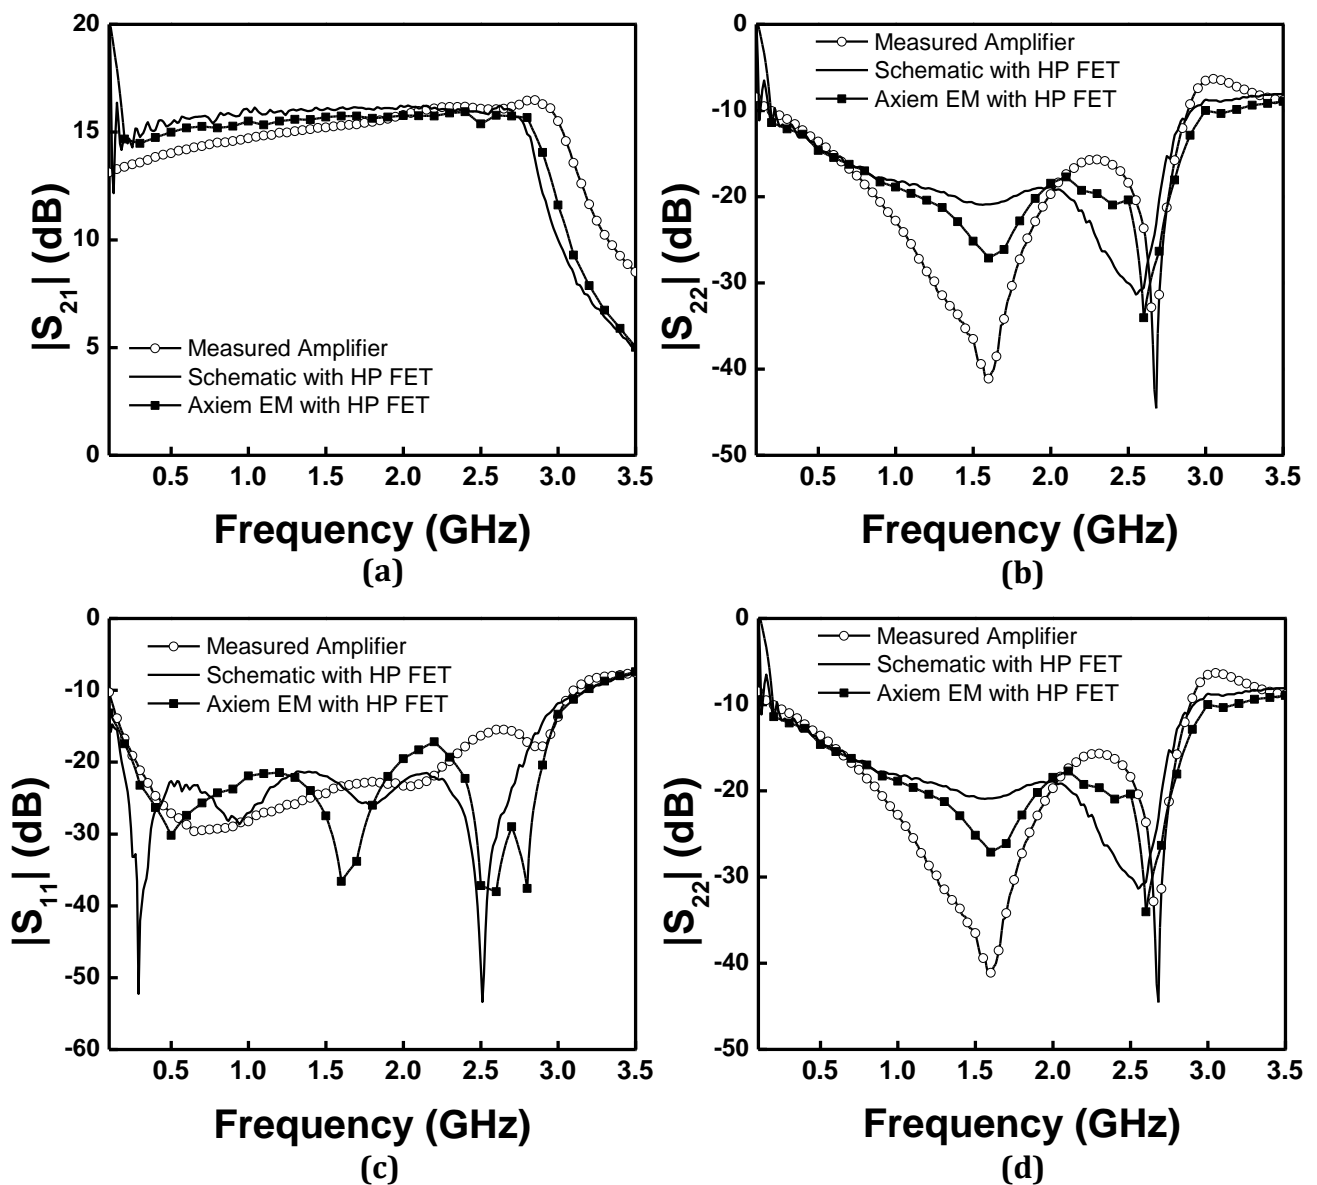 20
15
10
5
0
|S21| (dB)
Measured Amplifier
Schematic with HP FET
Axiem EM with HP FET
0.5 1.0 1.5 2.0 2.5 3.0 3.5
Frequency (GHz)
(a)
0
-10
-20
-30
-40
-50
|S22| (dB)
Measured Amplifier
Schematic with HP FET
Axiem EM with HP FET
0.5 1.0 1.5 2.0 2.5 3.0 3.5
Frequency (GHz)
(b)
0
-10
-20
-30
-40
-50
-60
|S11| (dB)
Measured Amplifier
Schematic with HP FET
Axiem EM with HP FET
0.5 1.0 1.5 2.0 2.5 3.0 3.5
Frequency (GHz)
(c)
0
-10
-20
-30
-40
-50
|S22| (dB)
Measured Amplifier
Schematic with HP FET
Axiem EM with HP FET
0.5 1.0 1.5 2.0 2.5 3.0 3.5
Frequency (GHz)
(d)